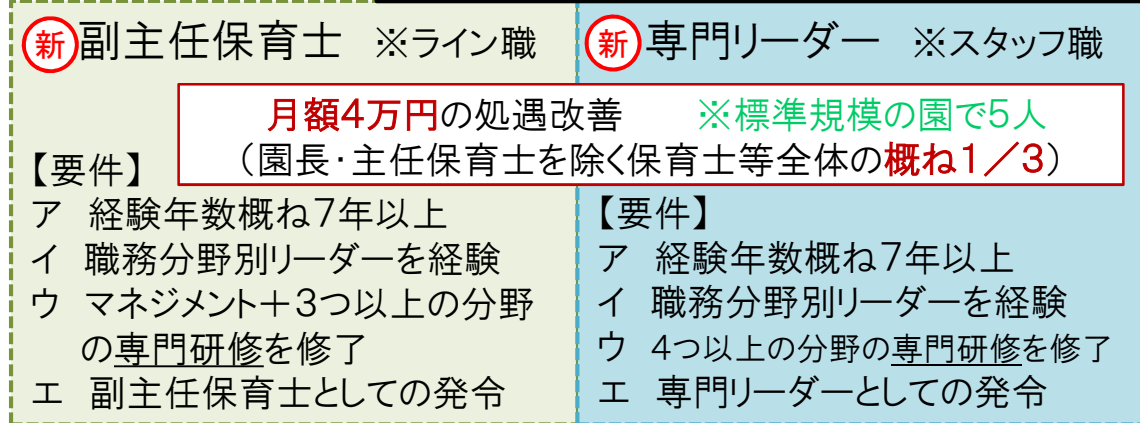 新 副主任保育士 ※ライン職
新 専門リーダー ※スタッフ職
月額4万円の処遇改善 ※標準規模の園で5人
(園長・主任保育士を除く保育士等全体の概ね1/3)
【要件】
ア 経験年数概ね7年以上
イ 職務分野別リーダーを経験
ウ マネジメント+3つ以上の分野
の専門研修を修了
エ 副主任保育士としての発令
【要件】
ア 経験年数概ね7年以上
イ 職務分野別リーダーを経験
ウ 4つ以上の分野の専門研修を修了
エ 専門リーダーとしての発令